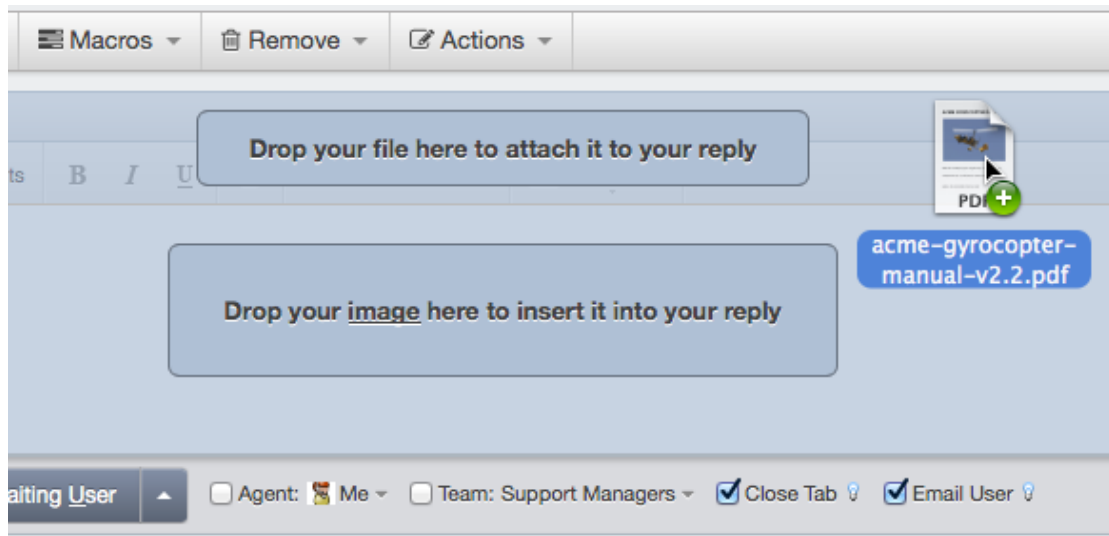 Macros Remove Actions
Drop your file here to attach it to your reply
ts B I U
PDF
acme-gyrocopter-
manual-v2.2.pdf
Drop your image here to insert it into your reply
aiting User Agent: Me Team: Support Managers Close Tab Email User